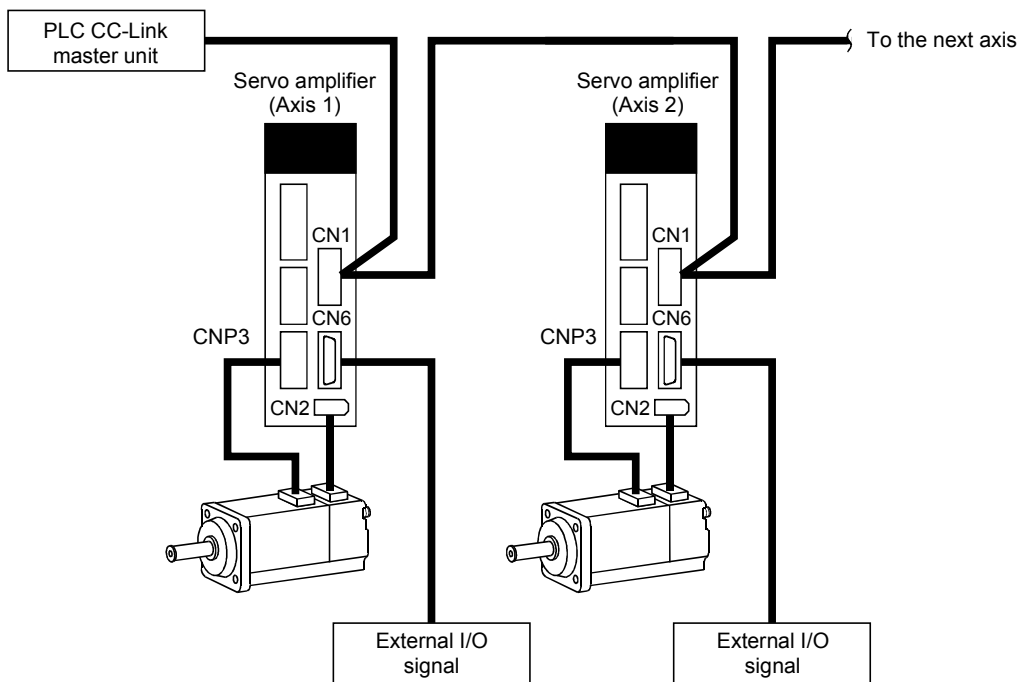 PLC CC-Link
master unit
To the next axis
Servo amplifier
(Axis 1)
Servo amplifier
(Axis 2)
CN1
CN1
CN6
CN6
CNP3
CNP3
CN2
CN2
External I/O
signal
External I/O
signal